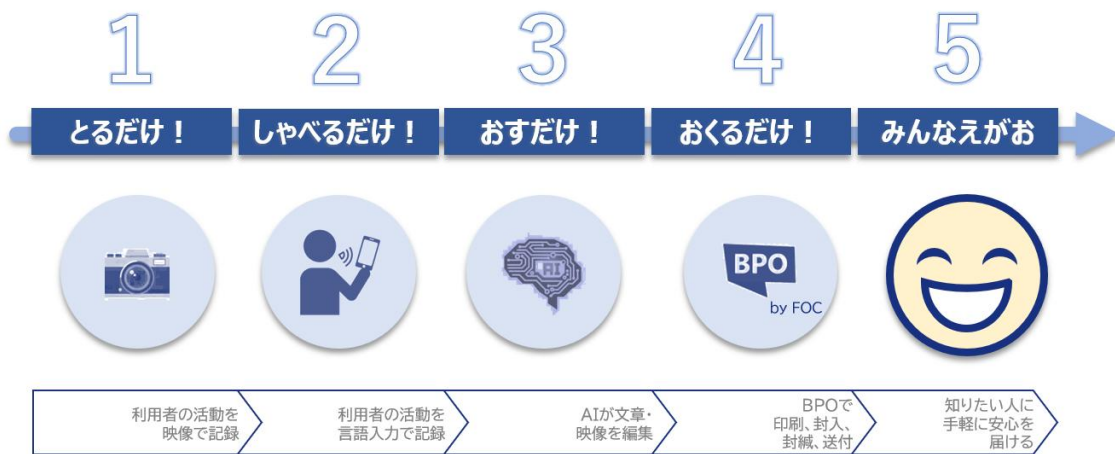 1
2
3
4
5
とるだけ！
しゃべるだけ！
おすだけ！
おくるだけ！
みんなえがお
AI
BPO
by FOC
利用者の活動を
映像で記録
利用者の活動を
言語入力で記録
AIが文章・
映像を編集
BPOで
印刷、封入、
封緘、送付
知りたい人に
手軽に安心を
届ける